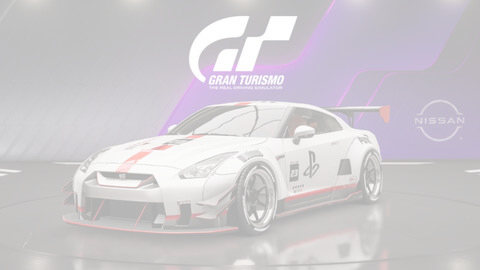 GRAN TURISMO
THE REAL DRIVING SIMULATOR
NISSAN